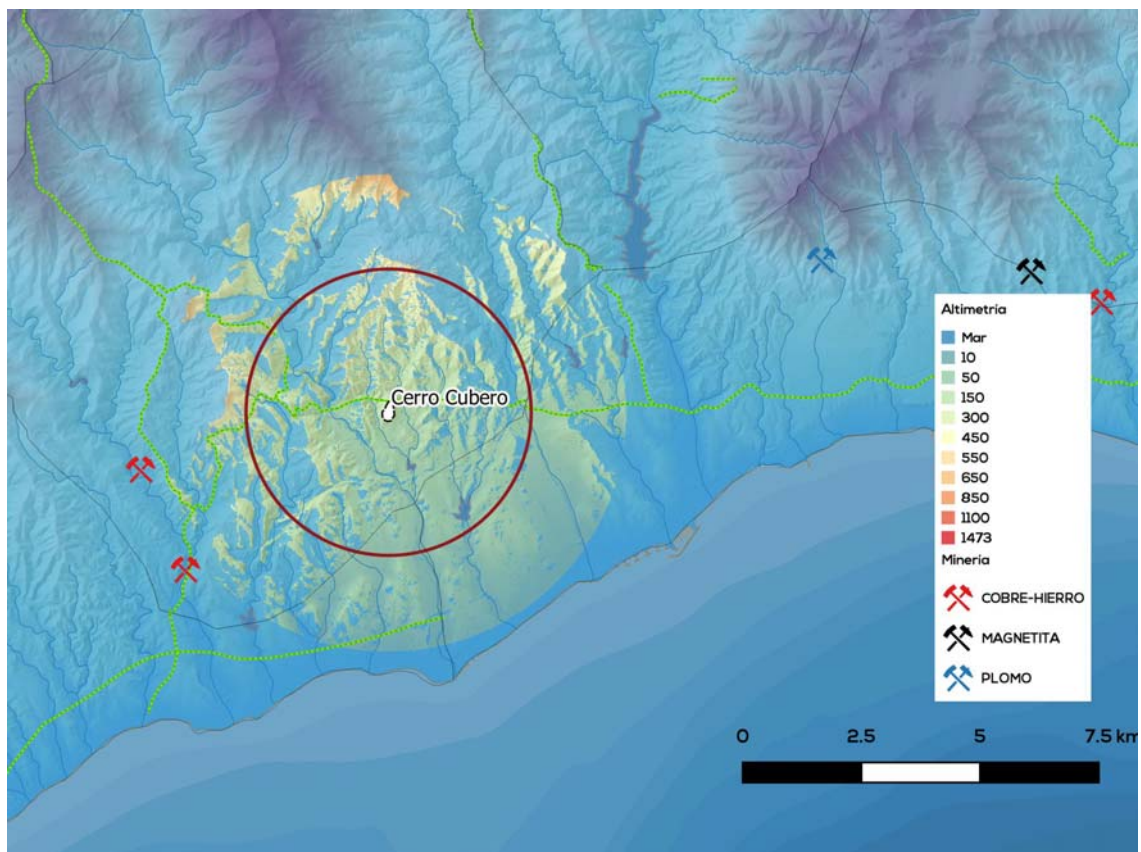 Cerro Cubero
Altimetría
Mar
10
50
150
300
450
550
650
850
1100
1473
Minería
COBRE-HIERRO
MAGNETITA
PLOMO
0 2.5 5 7.5 km